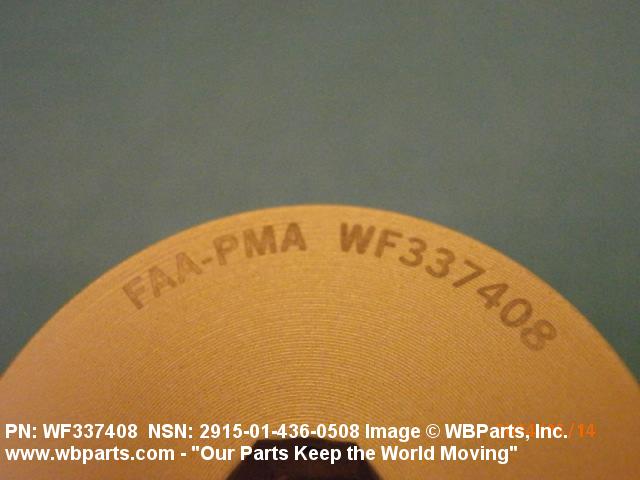 FAA-PMA WF337408
PN: WF337408 NSN: 2915-01-436-0508 Image © WBParts, Inc.
www.wbparts.com - "Our Parts Keep the World Moving"